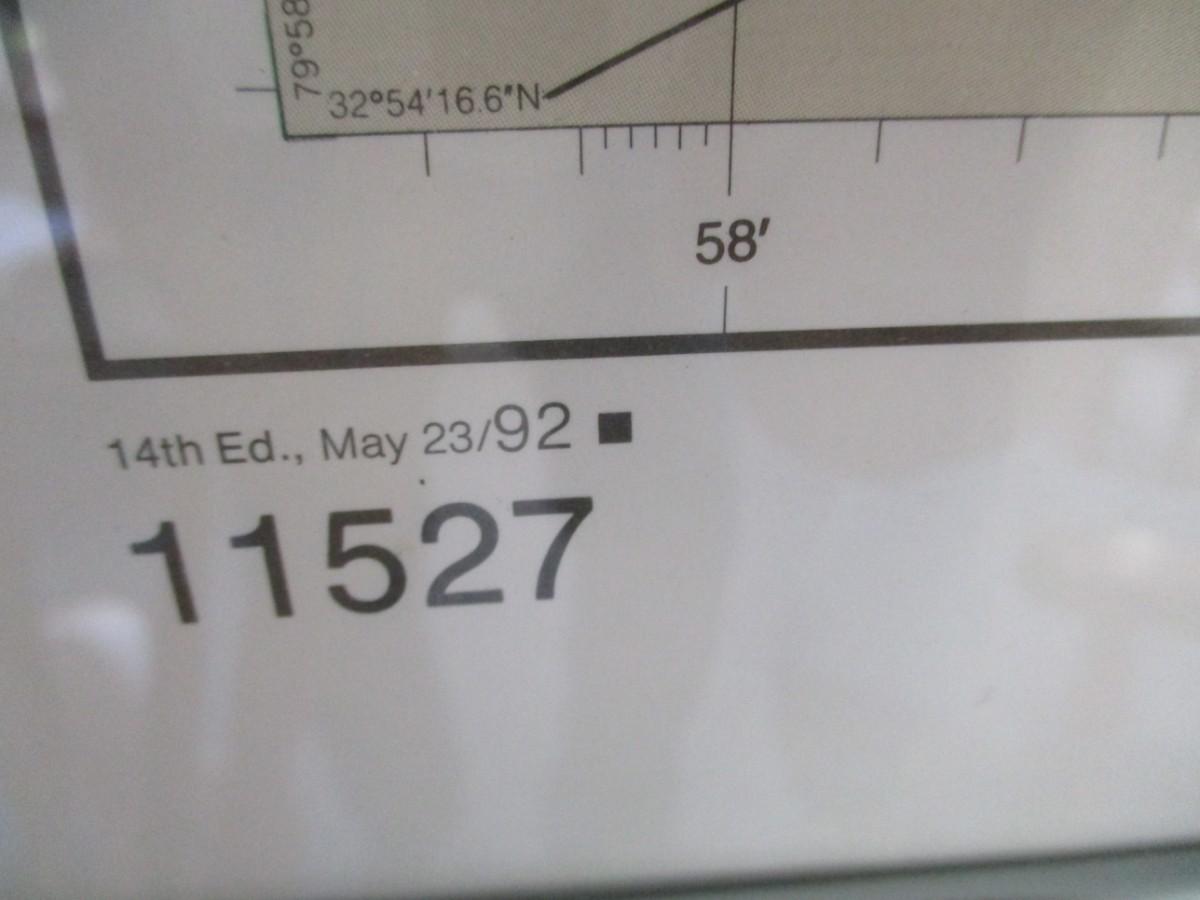 79°58
32°54'16.6"N
58'
14th Ed., May 23/92 ■
11527